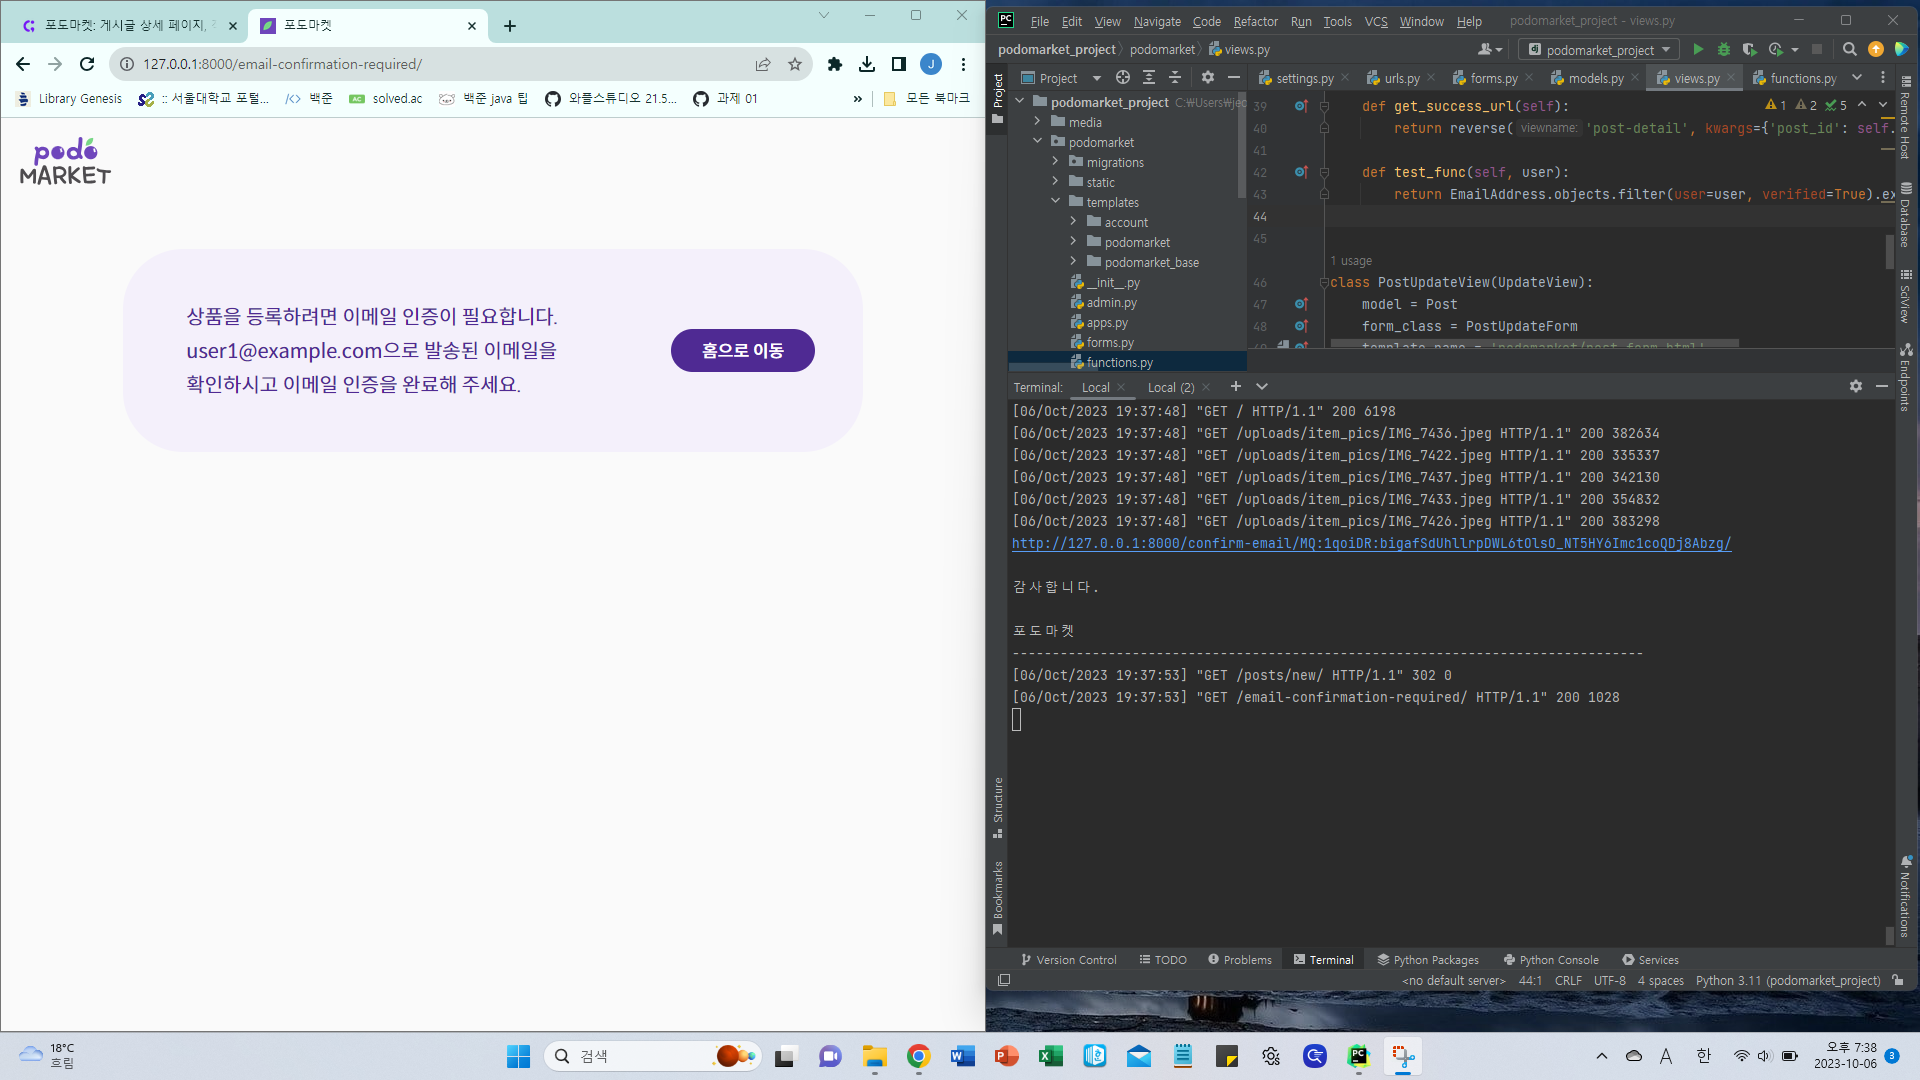 포도마켓: 게시글 상세 페이지,
포도마켓
127.0.0.1:8000/email-confirmation-required/
J
Library Genesis
:: 서울대학교 포털...
백준
solved.ac
백준 java 팁
와플스튜디오 21.5...
과제 01
»
모든 북마크
podo
MARKET
상품을 등록하려면 이메일 인증이 필요합니다.
user1@example.com으로 발송된 이메일을
확인하시고 이메일 인증을 완료해 주세요.
홈으로 이동
PC
File Edit View Navigate Code Refactor Run Tools VCS Window Help
podomarket_project - views.py
podomarket_project 〉 podomarket 〉 views.py
podomarket_project
Project
Project
settings.py
urls.py
forms.py
models.py
views.py
functions.py
podomarket_project C:₩Users₩jec
media
podomarket
migrations
static
templates
account
podomarket
podomarket_base
__init__.py
admin.py
apps.py
forms.py
functions.py
1 2 5
39 def get_success_url(self):
40 return reverse( viewname: 'post-detail', kwargs={'post_id': self.
41
42 def test_func(self, user):
43 return EmailAddress.objects.filter(user=user, verified=True).ex
44
45
1 usage
46 class PostUpdateView(UpdateView):
47 model = Post
48 form_class = PostUpdateForm
49 template_name = 'podomarket/post_form.html'
Remote Host
Database
SciView
Endpoints
Notifications
Structure
Bookmarks
Terminal: Local Local (2)
[06/Oct/2023 19:37:48] "GET / HTTP/1.1" 200 6198
[06/Oct/2023 19:37:48] "GET /uploads/item_pics/IMG_7436.jpeg HTTP/1.1" 200 382634
[06/Oct/2023 19:37:48] "GET /uploads/item_pics/IMG_7422.jpeg HTTP/1.1" 200 335337
[06/Oct/2023 19:37:48] "GET /uploads/item_pics/IMG_7437.jpeg HTTP/1.1" 200 342130
[06/Oct/2023 19:37:48] "GET /uploads/item_pics/IMG_7433.jpeg HTTP/1.1" 200 354832
[06/Oct/2023 19:37:48] "GET /uploads/item_pics/IMG_7426.jpeg HTTP/1.1" 200 383298
http://127.0.0.1:8000/confirm-email/MQ:1qoiDR:bigafSdUhllrpDWL6tOlsO_NT5HY6Imc1coQDj8Abzg/
감사합니다.
포도마켓
-------------------------------------------------------------------------------
[06/Oct/2023 19:37:53] "GET /posts/new/ HTTP/1.1" 302 0
[06/Oct/2023 19:37:53] "GET /email-confirmation-required/ HTTP/1.1" 200 1028
Version Control TODO Problems Terminal Python Packages Python Console Services
<no default server> 44:1 CRLF UTF-8 4 spaces Python 3.11 (podomarket_project)
18°C
흐림
검색
A
한
오후 7:38
2023-10-06
3